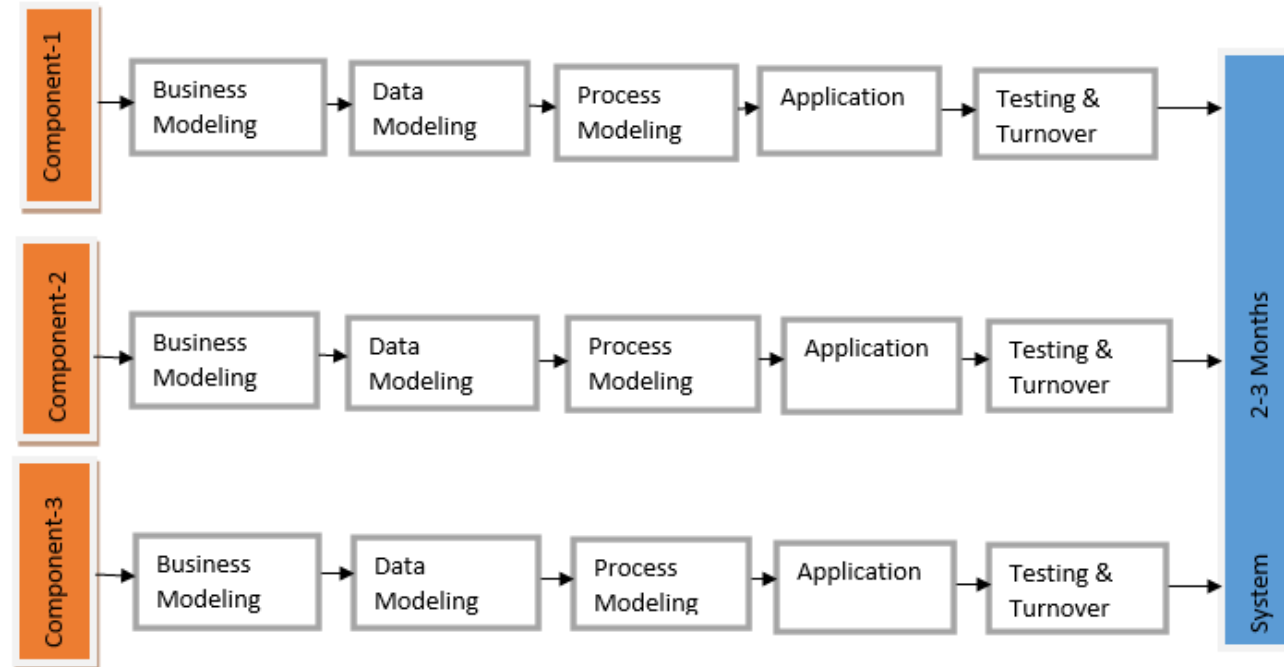 Component-1
Business
Modeling
Data
Modeling
Process
Modeling
Application
Testing &
Turnover
Component-2
Business
Modeling
Data
Modeling
Process
Modeling
Application
Testing &
Turnover
Component-3
Business
Modeling
Data
Modeling
Process
Modeling
Application
Testing &
Turnover
System 2-3 Months